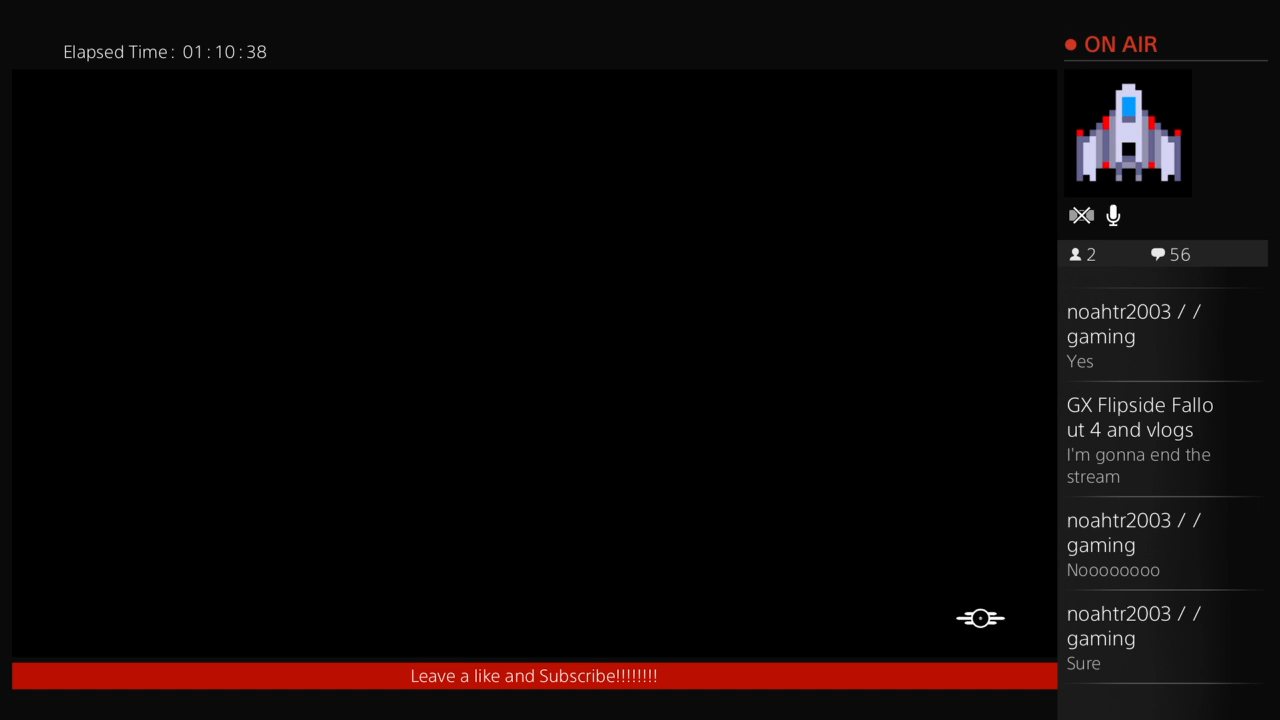 Elapsed Time: 01:10:38
ON AIR
2
56
noahtr2003 / /
gaming
Yes
GX Flipside Fallo
ut 4 and vlogs
I'm gonna end the
stream
noahtr2003 / /
gaming
Noooooooo
noahtr2003 / /
gaming
Sure
Leave a like and Subscribe!!!!!!!!